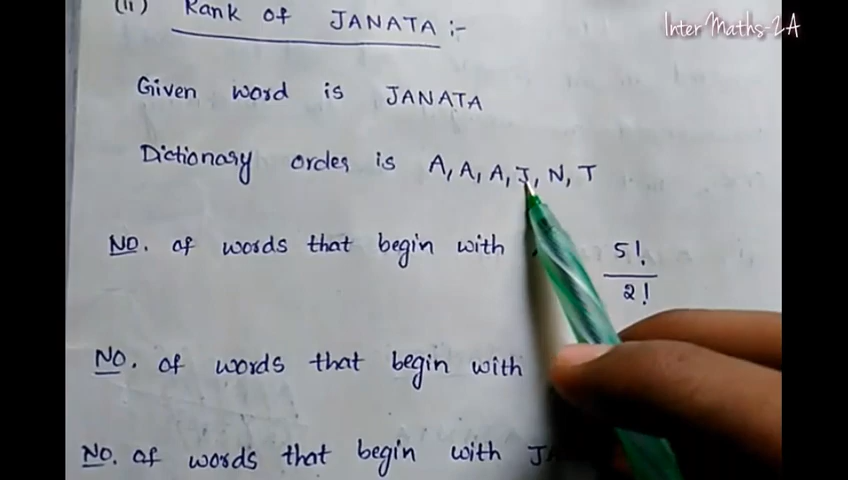 Inter Maths-2A
(ii) Rank of JANATA :-
Given word is JANATA
Dictionary order is A, A, A, J, N, T
NO. of words that begin with 5!/2!
NO. of words that begin with
NO. of words that begin with JA